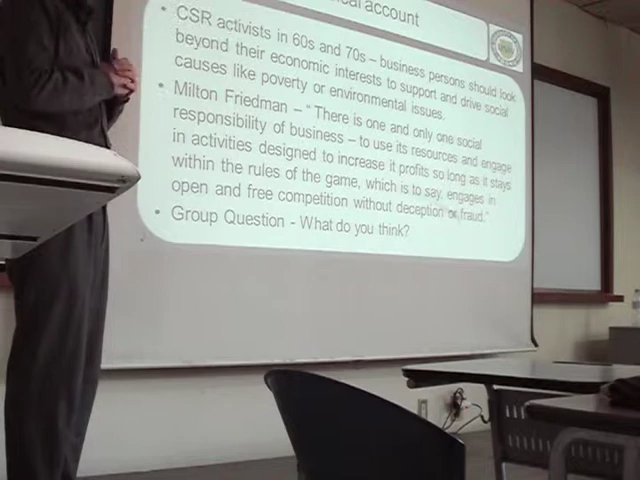 account
• CSR activists in 60s and 70s – business persons should look
beyond their economic interests to support and drive social
causes like poverty or environmental issues.
• Milton Friedman – “ There is one and only one social
responsibility of business – to use its resources and engage
in activities designed to increase it profits so long as it stays
within the rules of the game, which is to say, engages in
open and free competition without deception or fraud.”
• Group Question - What do you think?